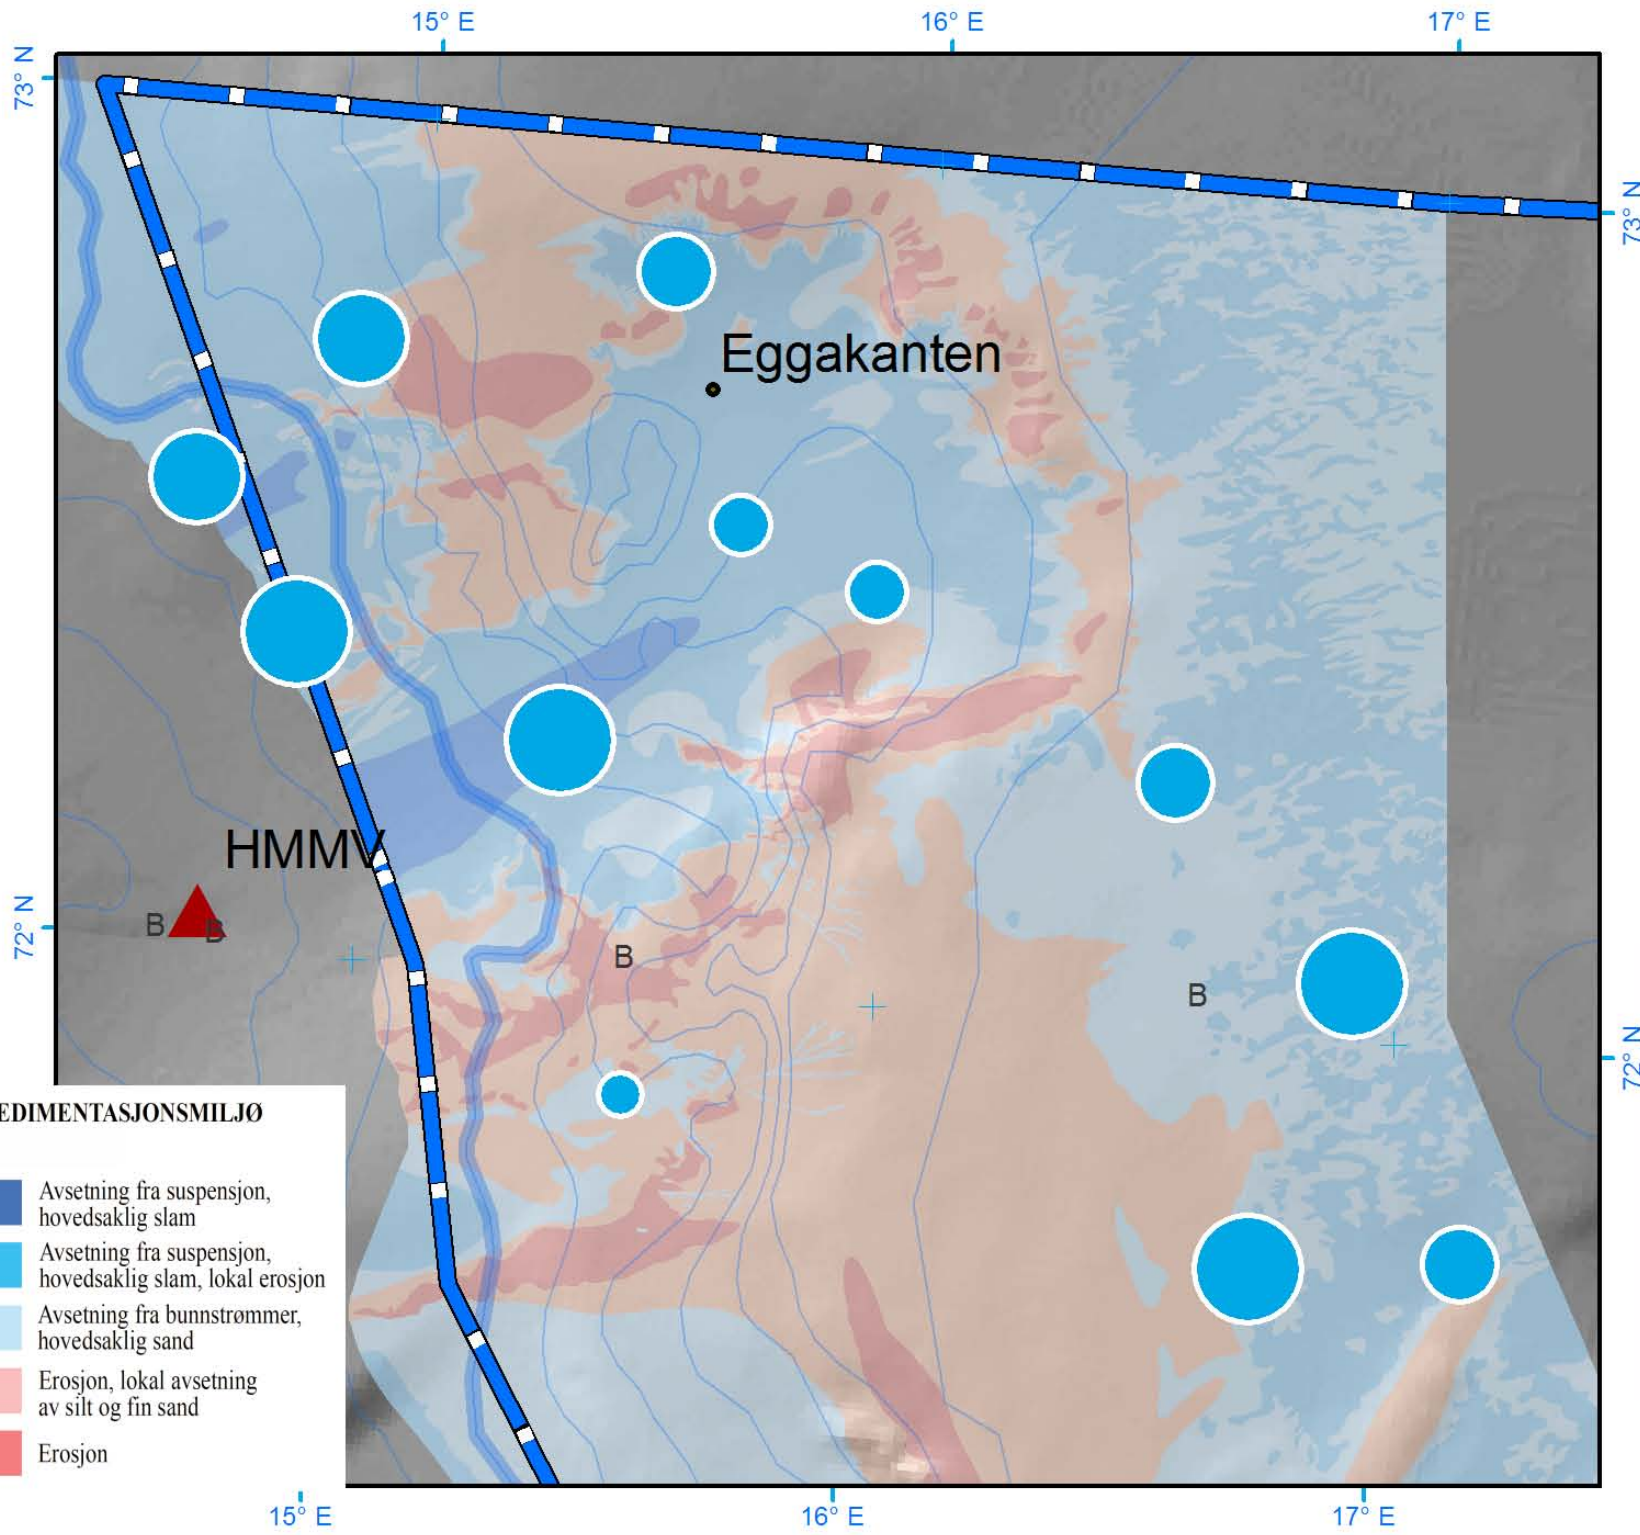 15° E
16° E
17° E
73° N
73° N
Eggakanten
HMMV
B
B
B
B
72° N
72° N
EDIMENTASJONSMILJØ
Avsetning fra suspensjon,
hovedsaklig slam
Avsetning fra suspensjon,
hovedsaklig slam, lokal erosjon
Avsetning fra bunnstrømmer,
hovedsaklig sand
Erosjon, lokal avsetning
av silt og fin sand
Erosjon
15° E
16° E
17° E